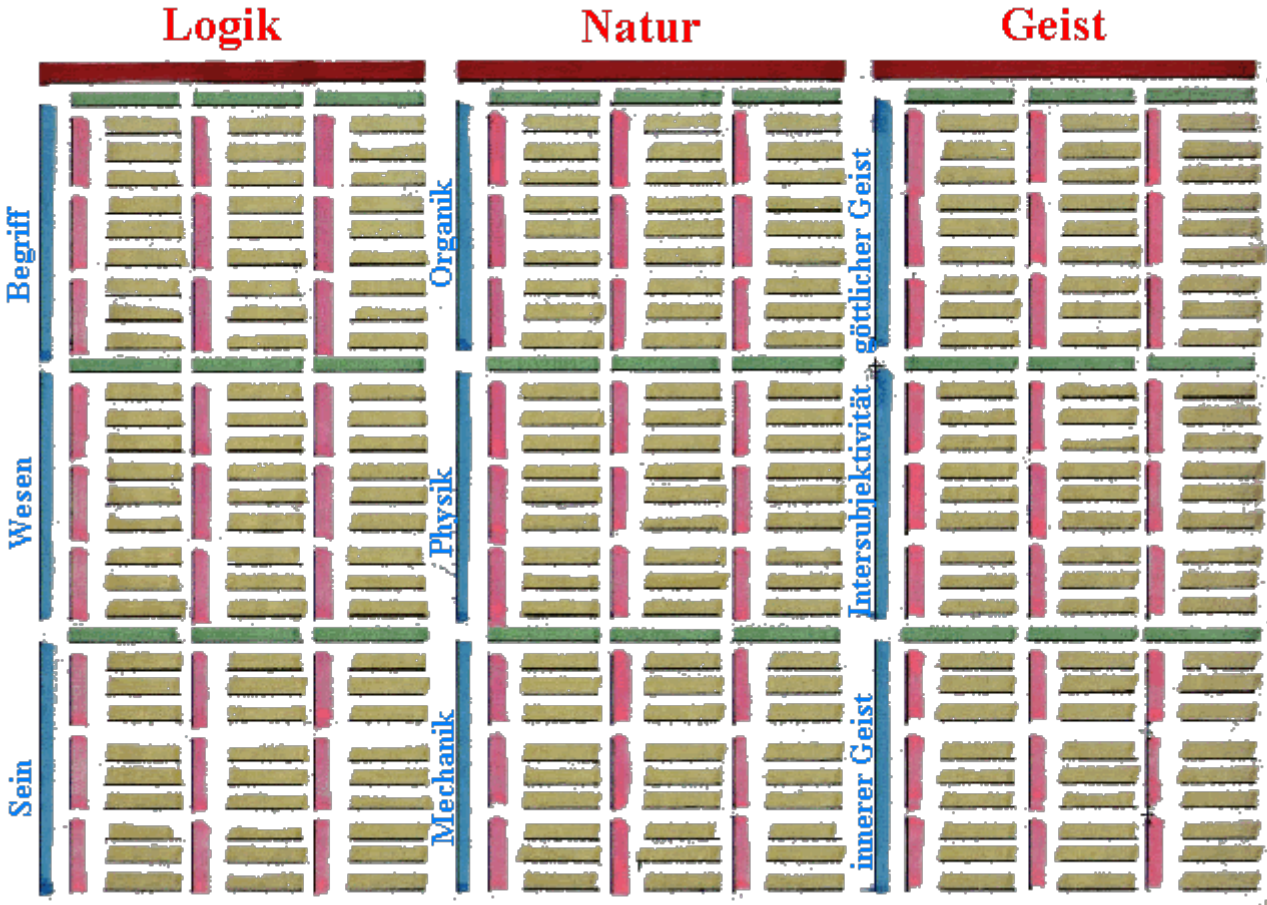 Logik
Natur
Geist
Begriff
Organik
göttlicher Geist
Wesen
Physik
Intersubjektivität
Sein
Mechanik
innerer Geist